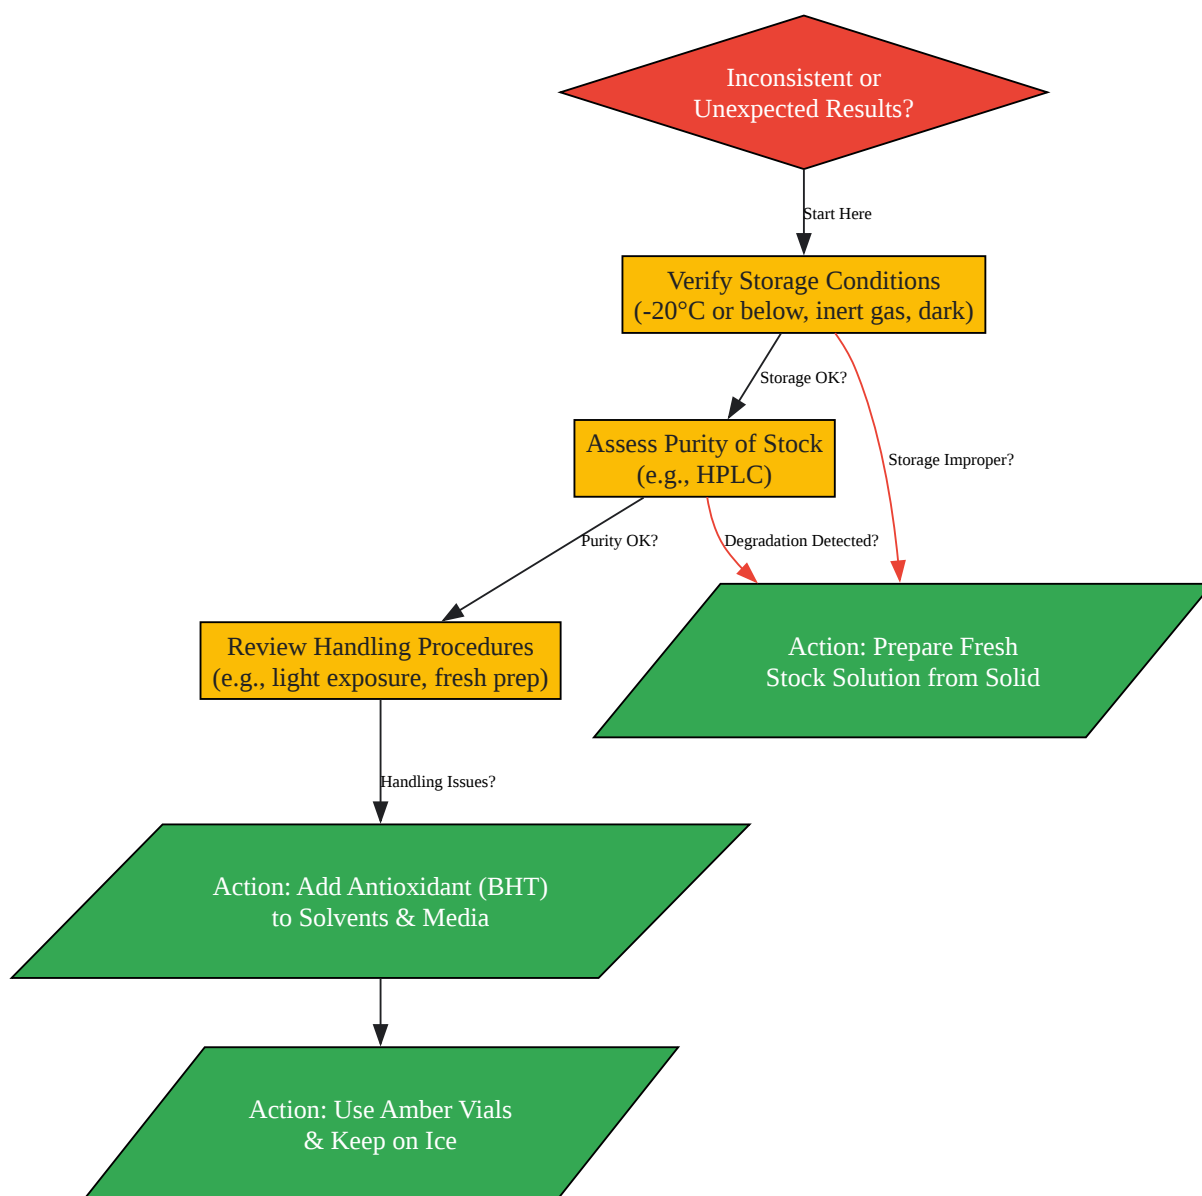 Inconsistent or
Unexpected Results?
Start Here
Verify Storage Conditions
(-20°C or below, inert gas, dark)
Storage OK?
Assess Purity of Stock
(e.g., HPLC)
Storage Improper?
Purity OK?
Degradation Detected?
Review Handling Procedures
(e.g., light exposure, fresh prep)
Action: Prepare Fresh
Stock Solution from Solid
Handling Issues?
Action: Add Antioxidant (BHT)
to Solvents & Media
Action: Use Amber Vials
& Keep on Ice